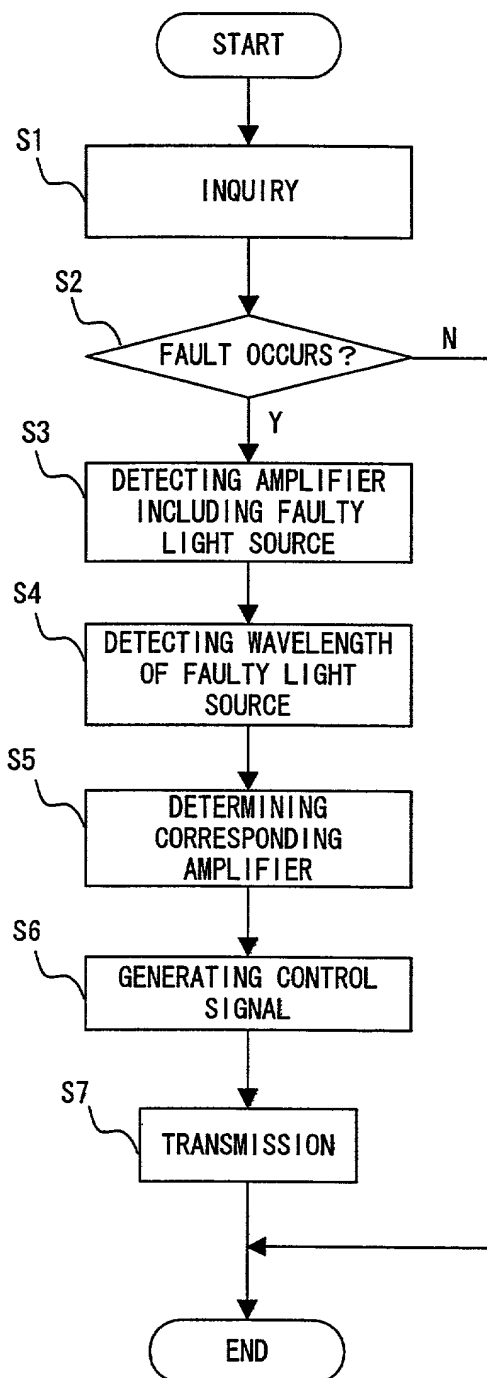 START
S1
INQUIRY
S2
FAULT OCCURS?
N
Y
S3
DETECTING AMPLIFIER
INCLUDING FAULTY
LIGHT SOURCE
S4
DETECTING WAVELENGTH
OF FAULTY LIGHT
SOURCE
S5
DETERMINING
CORRESPONDING
AMPLIFIER
S6
GENERATING CONTROL
SIGNAL
S7
TRANSMISSION
END